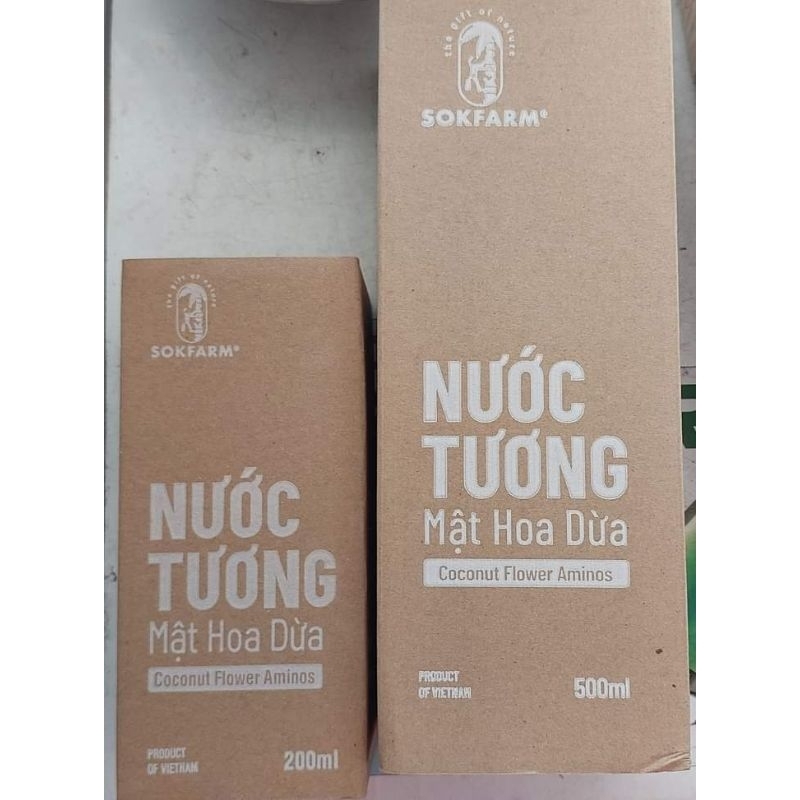 the gift of nature
SOKFARM®
NƯỚC
TƯƠNG
Mật Hoa Dừa
Coconut Flower Aminos
PRODUCT
OF VIETNAM
200ml
the gift of nature
SOKFARM®
NƯỚC
TƯƠNG
Mật Hoa Dừa
Coconut Flower Aminos
PRODUCT
OF VIETNAM
500ml